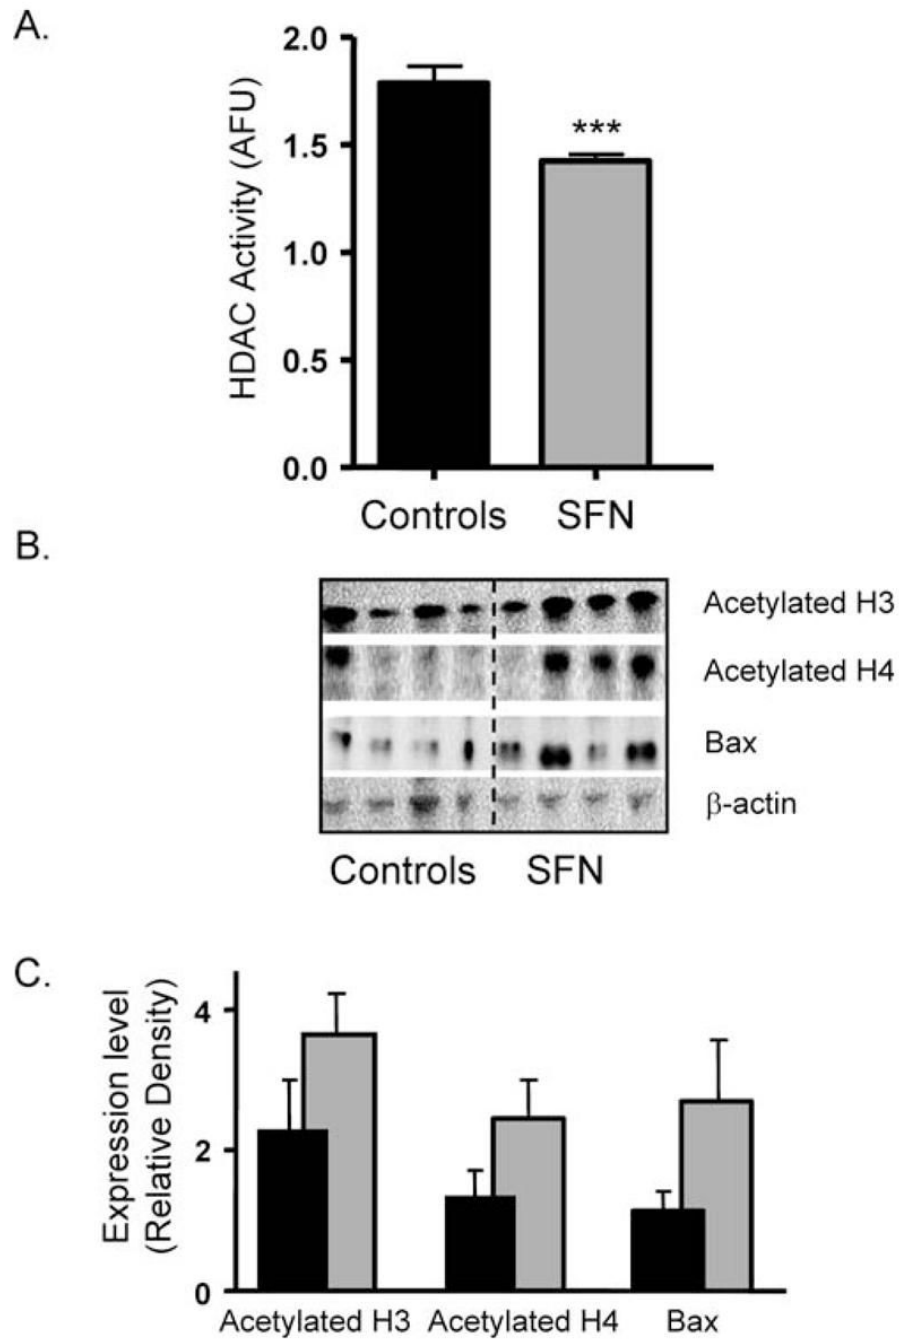 A.
HDAC Activity (AFU)
2.0
1.5
1.0
0.5
0.0
***
Controls SFN
B.
Acetylated H3
Acetylated H4
Bax
β-actin
Controls SFN
C.
Expression level
(Relative Density)
4
2
0
Acetylated H3 Acetylated H4 Bax